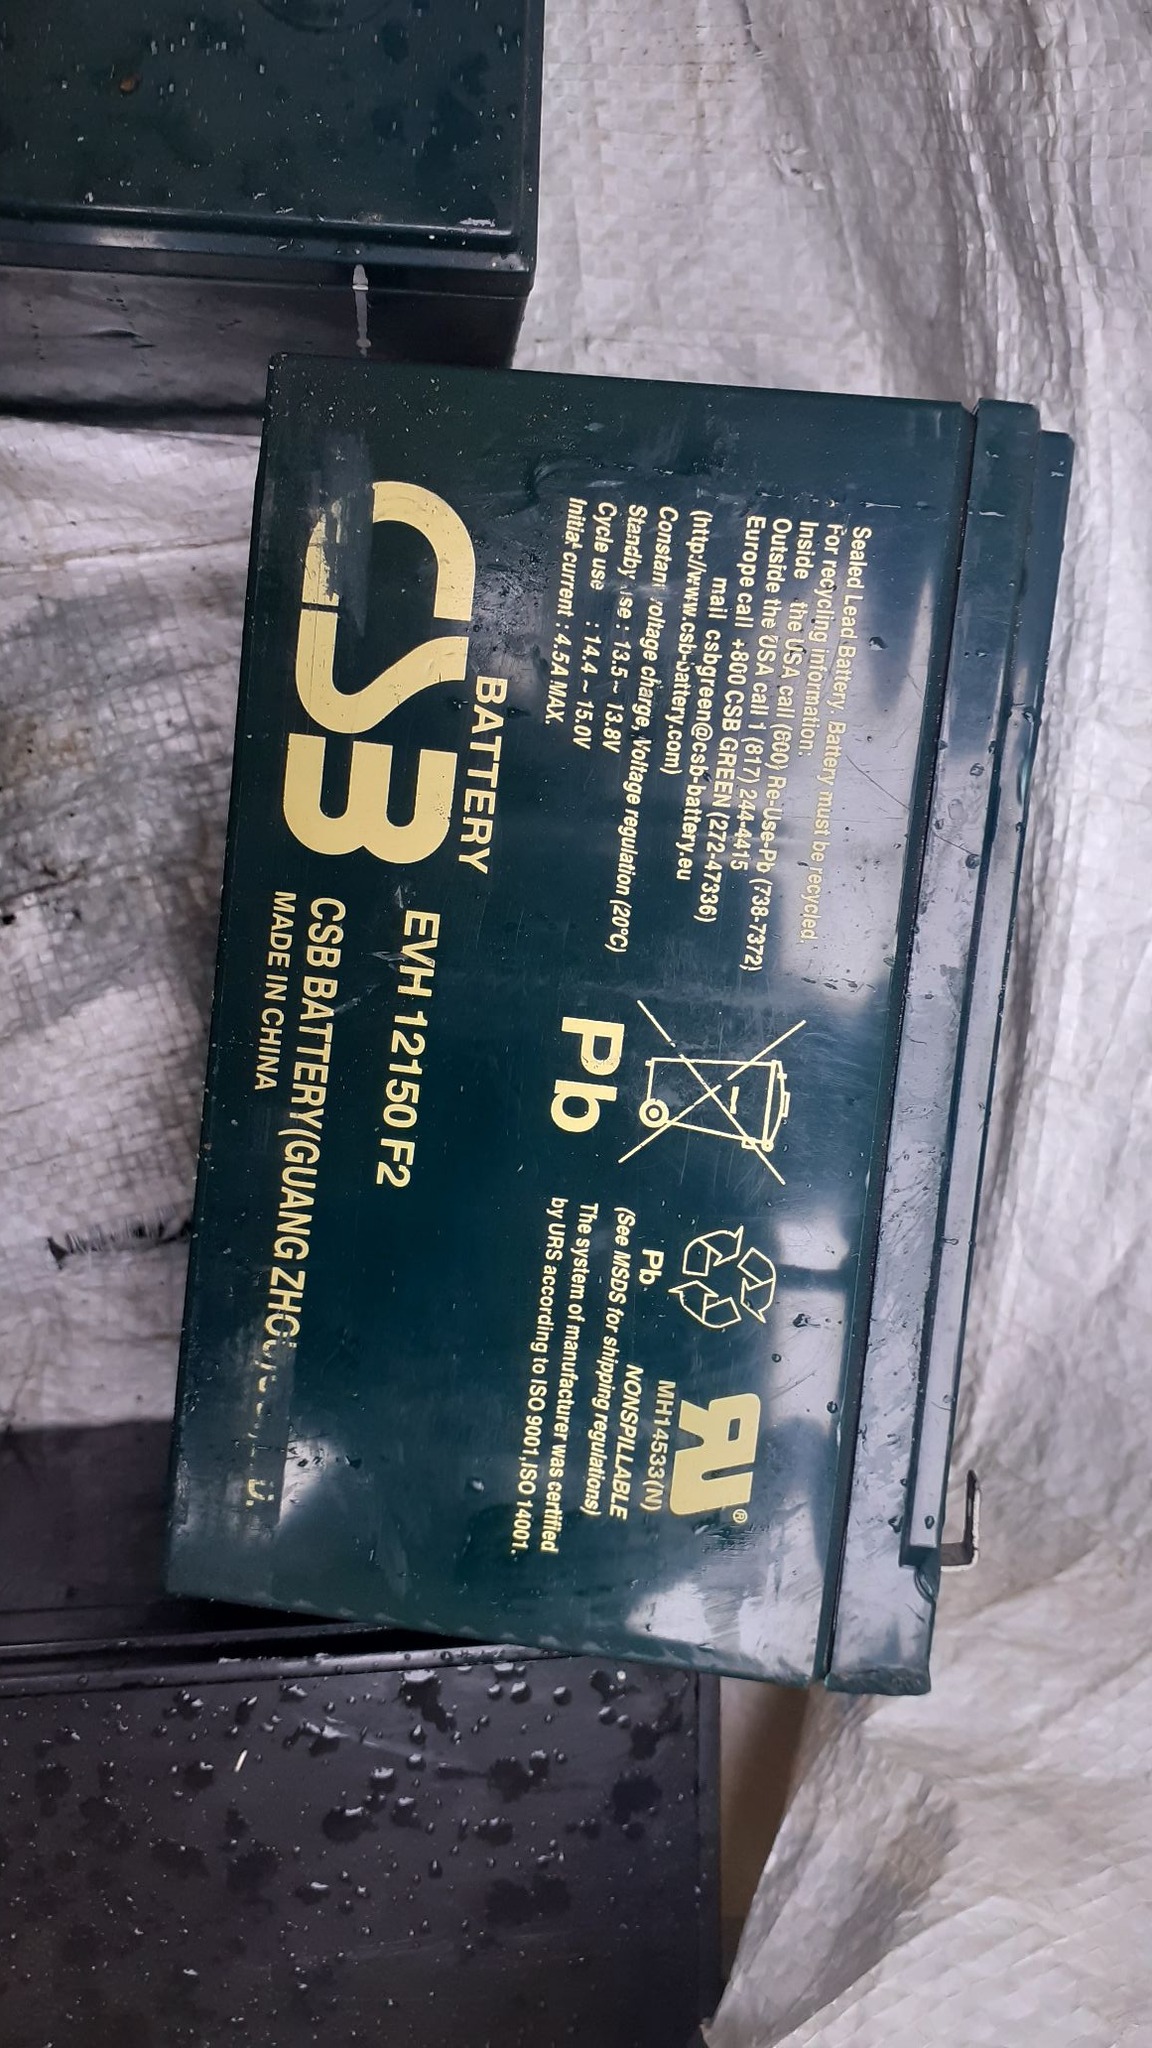 Sealed Lead Battery. Battery must be recycled.
For recycling information:
Inside the USA call (800) Re-Use-Pb (738-7372)
Outside the USA call 1 (817) 244-4415
Europe call +800 CSB GREEN (272-47336)
mail csbgreen@csb-battery.eu
(http://www.csb-battery.com)
Constant voltage charge, Voltage regulation (20°C)
Standby use : 13.5 ~ 13.8V
Cycle use : 14.4 ~ 15.0V
Initial current : 4.5A MAX
Pb
Pb
RU®
MH14533(N)
NONSPILLABLE
(See MSDS for shipping regulations)
The system of manufacturer was certified
by URS according to ISO 9001,ISO 14001.
BATTERY
CSB
EVH 12150 F2
CSB BATTERY(GUANG ZHOU
MADE IN CHINA